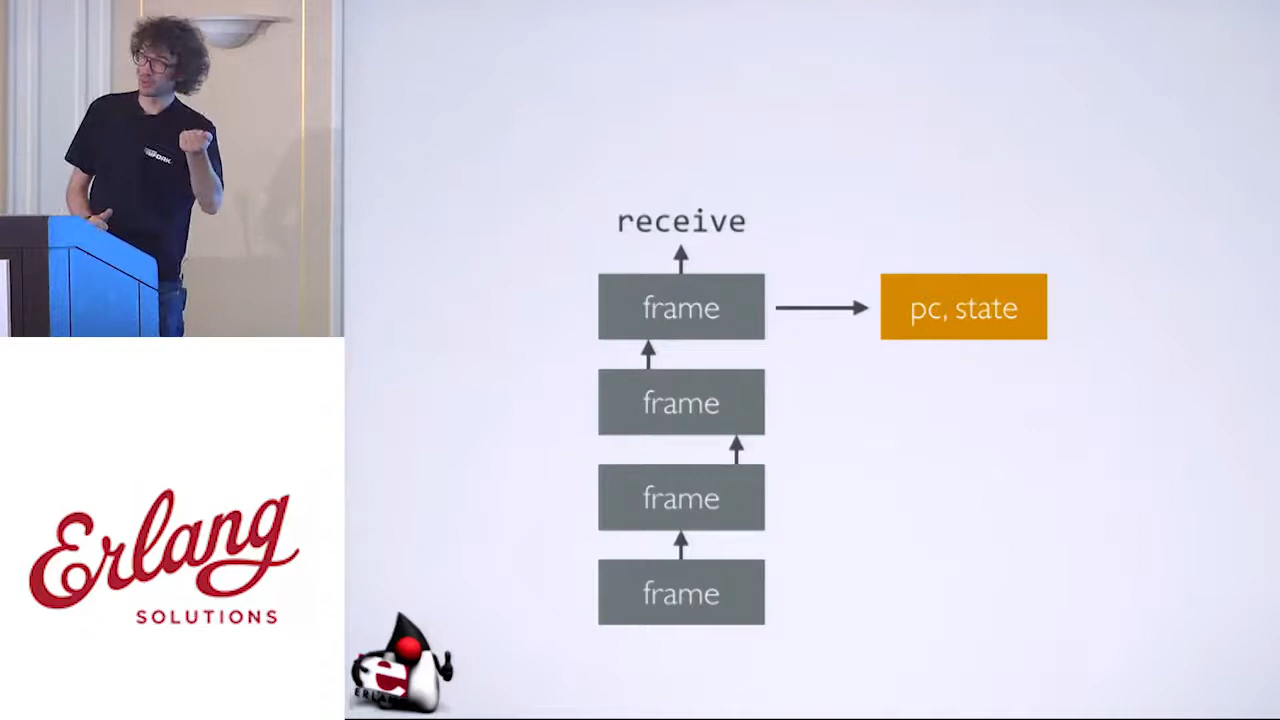 receive
frame
pc, state
frame
frame
frame
Erlang
SOLUTIONS
e